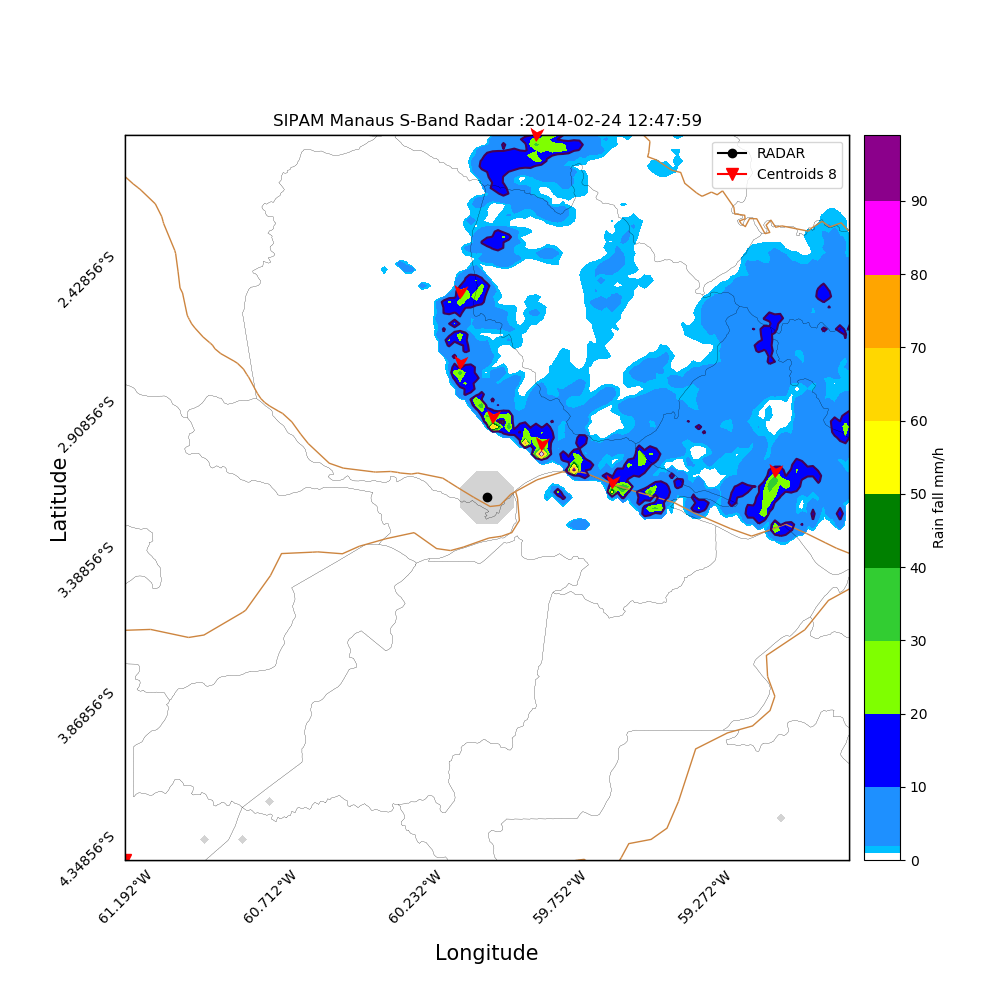 SIPAM Manaus S-Band Radar :2014-02-24 12:47:59
RADAR
Centroids 8
Latitude
2.42856°S
2.90856°S
3.38856°S
3.86856°S
4.34856°S
61.192°W
60.712°W
60.232°W
59.752°W
59.272°W
Longitude
90
80
70
60
50
40
30
20
10
0
Rain fall mm/h